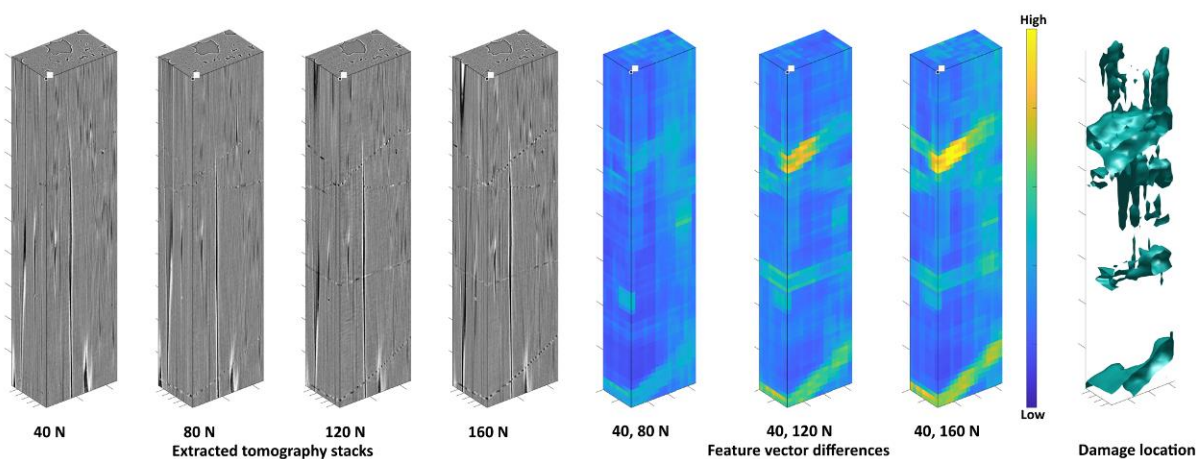 High
Low
40 N
80 N
120 N
160 N
40, 80 N
40, 120 N
40, 160 N
Extracted tomography stacks
Feature vector differences
Damage location